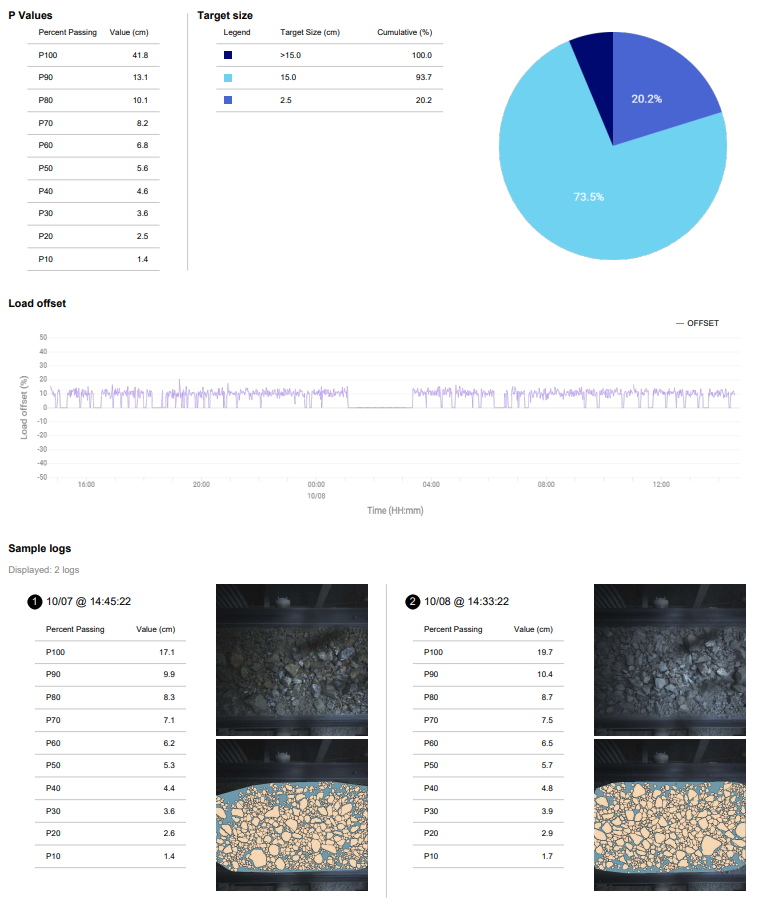 P Values
Percent Passing Value (cm)
P100 41.8
P90 13.1
P80 10.1
P70 8.2
P60 6.8
P50 5.6
P40 4.6
P30 3.6
P20 2.5
P10 1.4
Target size
Legend Target Size (cm) Cumulative (%)
>15.0 100.0
15.0 93.7
2.5 20.2
20.2%
73.5%
Load offset
OFFSET
Load offset (%)
50
40
30
20
10
0
-10
-20
-30
-40
-50
16:00 20:00 00:00 04:00 08:00 12:00
10/08
Time (HH:mm)
Sample logs
Displayed: 2 logs
1 10/07 @ 14:45:22
Percent Passing Value (cm)
P100 17.1
P90 9.9
P80 8.3
P70 7.1
P60 6.2
P50 5.3
P40 4.4
P30 3.6
P20 2.6
P10 1.4
2 10/08 @ 14:33:22
Percent Passing Value (cm)
P100 19.7
P90 10.4
P80 8.7
P70 7.5
P60 6.5
P50 5.7
P40 4.8
P30 3.9
P20 2.9
P10 1.7